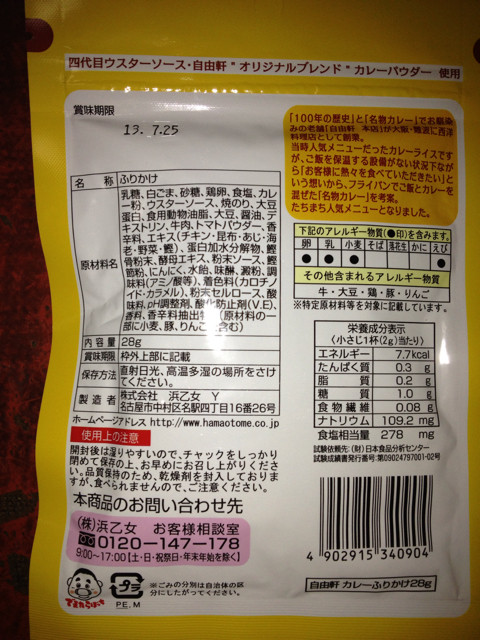 四代目ウスターソース・自由軒 * オリジナルブレンド * カレーパウダー 使用
賞味期限
13.7.25
「100年の歴史」と「名物カレー」でお馴染
みの老舗「自由軒 本店」が大阪・難波に西洋
料理店として創業。
当時人気メニューだったカレーライスです
が、ご飯を保温する設備がない状況下なが
ら「お客様に熱々を食べていただきたい」と
いう想いから、フライパンでご飯とカレーを
混ぜた「名物カレー」を考案。
たちまち人気メニューとなりました。
名 称 ふりかけ
原材料名
乳糖、白ごま、砂糖、鶏卵、食塩、カレ
ー粉、ウスターソース、焼のり、大豆
蛋白、食用動物油脂、大豆、醤油、デ
キストリン、牛肉、トマトパウダー、香
辛料、エキス(チキン・昆布・あじ・海
老・野菜・鰹)、蛋白加水分解物、鰹
骨粉末、酵母エキス、粉末ソース、鰹
節粉、にんにく、水飴、味醂、澱粉、調
味料(アミノ酸等)、着色料(カロチノ
イド・カラメル)、粉末セルロース、酸
味料、pH調整剤、酸化防止剤(V.E)、
香料、香辛料抽出物 (原材料の一
部に小麦、豚、りんごを含む)
内 容 量 28g
賞味期限 枠外上部に記載
保存方法 直射日光、高温多湿の場所をさけ
てください。
製 造 者 株式会社 浜乙女 Y
名古屋市中村区名駅四丁目16番26号
ホームページアドレス http://www.hamaotome.co.jp
下記のアレルギー物質(●印)を含みます。
卵 乳 小麦 そば 落花生 かに えび
● ● ● ●
その他含まれるアレルギー物質
牛・大豆・鶏・豚・りんご
※特定原材料等を対象に記載しています。
栄養成分表示
〈小さじ1杯(2g)当たり〉
エネルギー 7.7kcal
たんぱく質 0.3 g
脂 質 0.2 g
糖 質 1.0 g
食物繊維 0.08 g
ナトリウム 109.2 mg
食塩相当量 278 mg
試験依頼先:(財)日本食品分析センター
試験成績書発行番号:第09024797001-02号
使用上の注意
開封後は湿りやすいので、チャックをしっかり
閉めて保存の上、お早めにお召し上がりくださ
い。品質保持のため、乾燥剤を封入しておりま
すが、食べられませんので、ご注意ください。
本商品のお問い合わせ先
(株)浜乙女 お客様相談室
0120-147-178
9:00~17:00【土・日・祝祭日・年末年始を除く】
4 902915 340904
自由軒 カレーふりかけ28g
でえたらぼっち
プラ
PE, M
※ごみの分別は自治体の区
分にしたがってください。